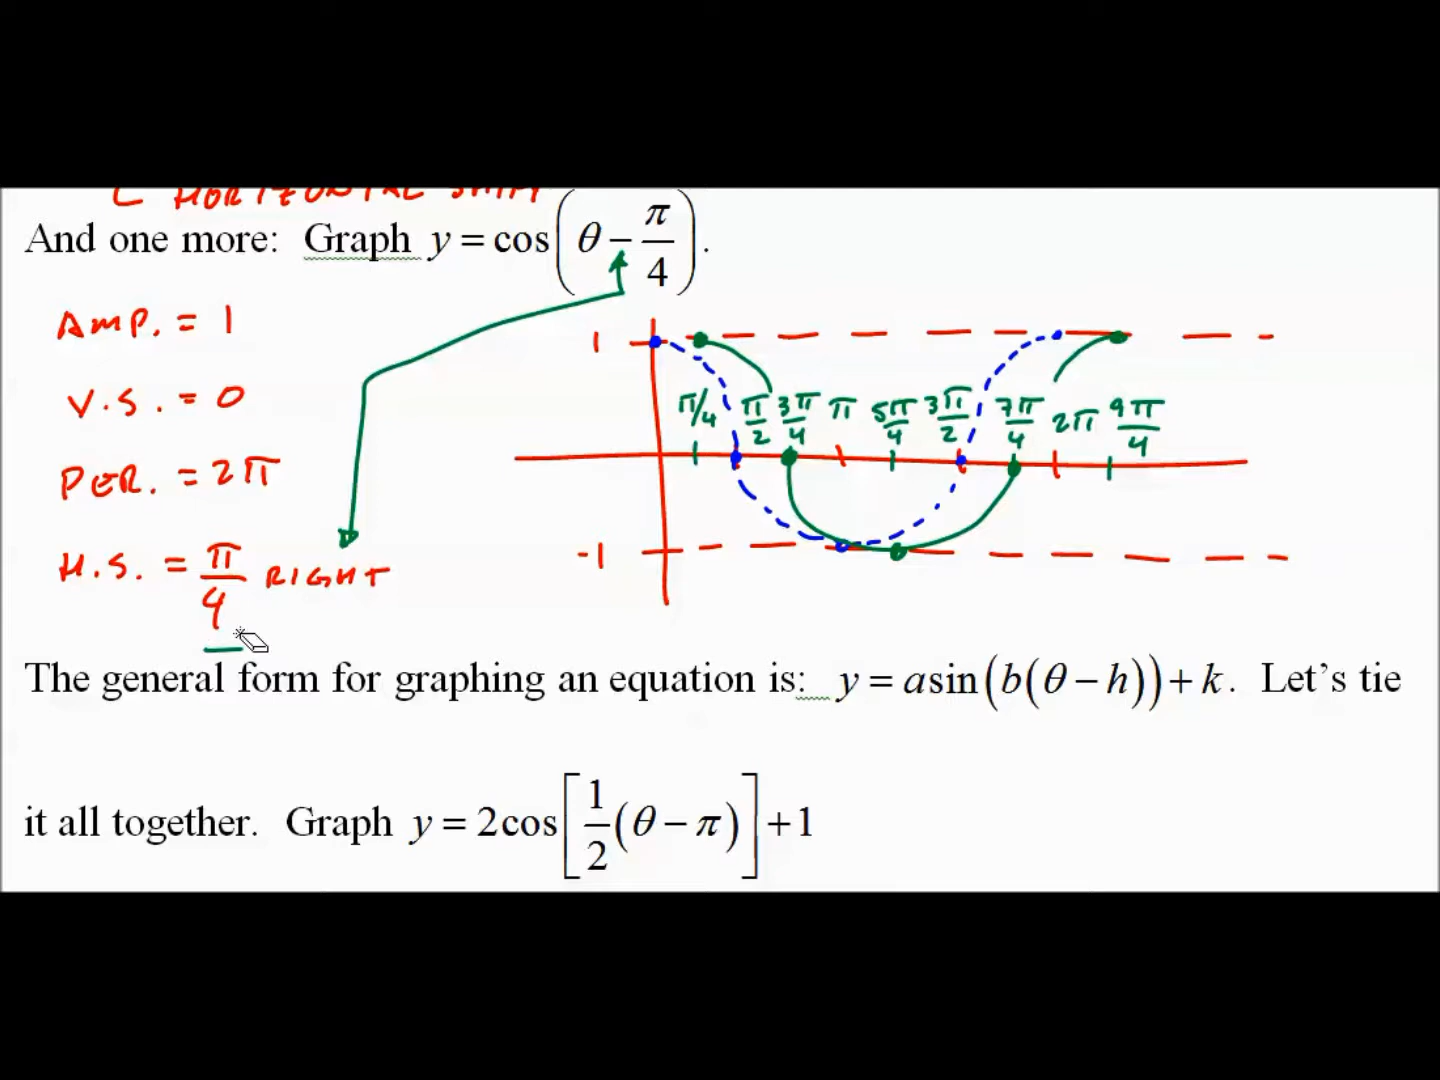 L HORIZONTAL SHIFT
And one more: Graph y = cos(θ − π/4).
AMP. = 1
V.S. = 0
PER. = 2π
H.S. = π/4 RIGHT
1
π/4 π/2 3π/4 π 5π/4 3π/2 7π/4 2π 9π/4
-1
The general form for graphing an equation is: y = a sin(b(θ − h)) + k. Let’s tie
it all together. Graph y = 2cos[1/2(θ − π)] + 1